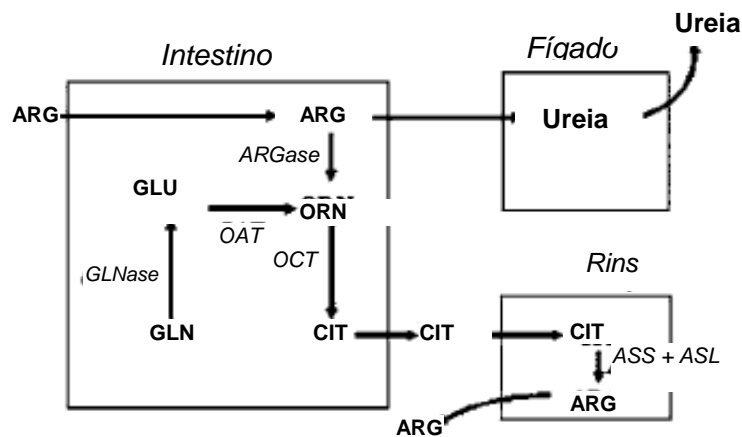 Ureia
Intestino
Fígado
ARG
ARG
Ureia
ARGase
GLU
ORN
OAT
OCT
Rins
GLNase
GLN
CIT
CIT
CIT
ASS + ASL
ARG
ARG